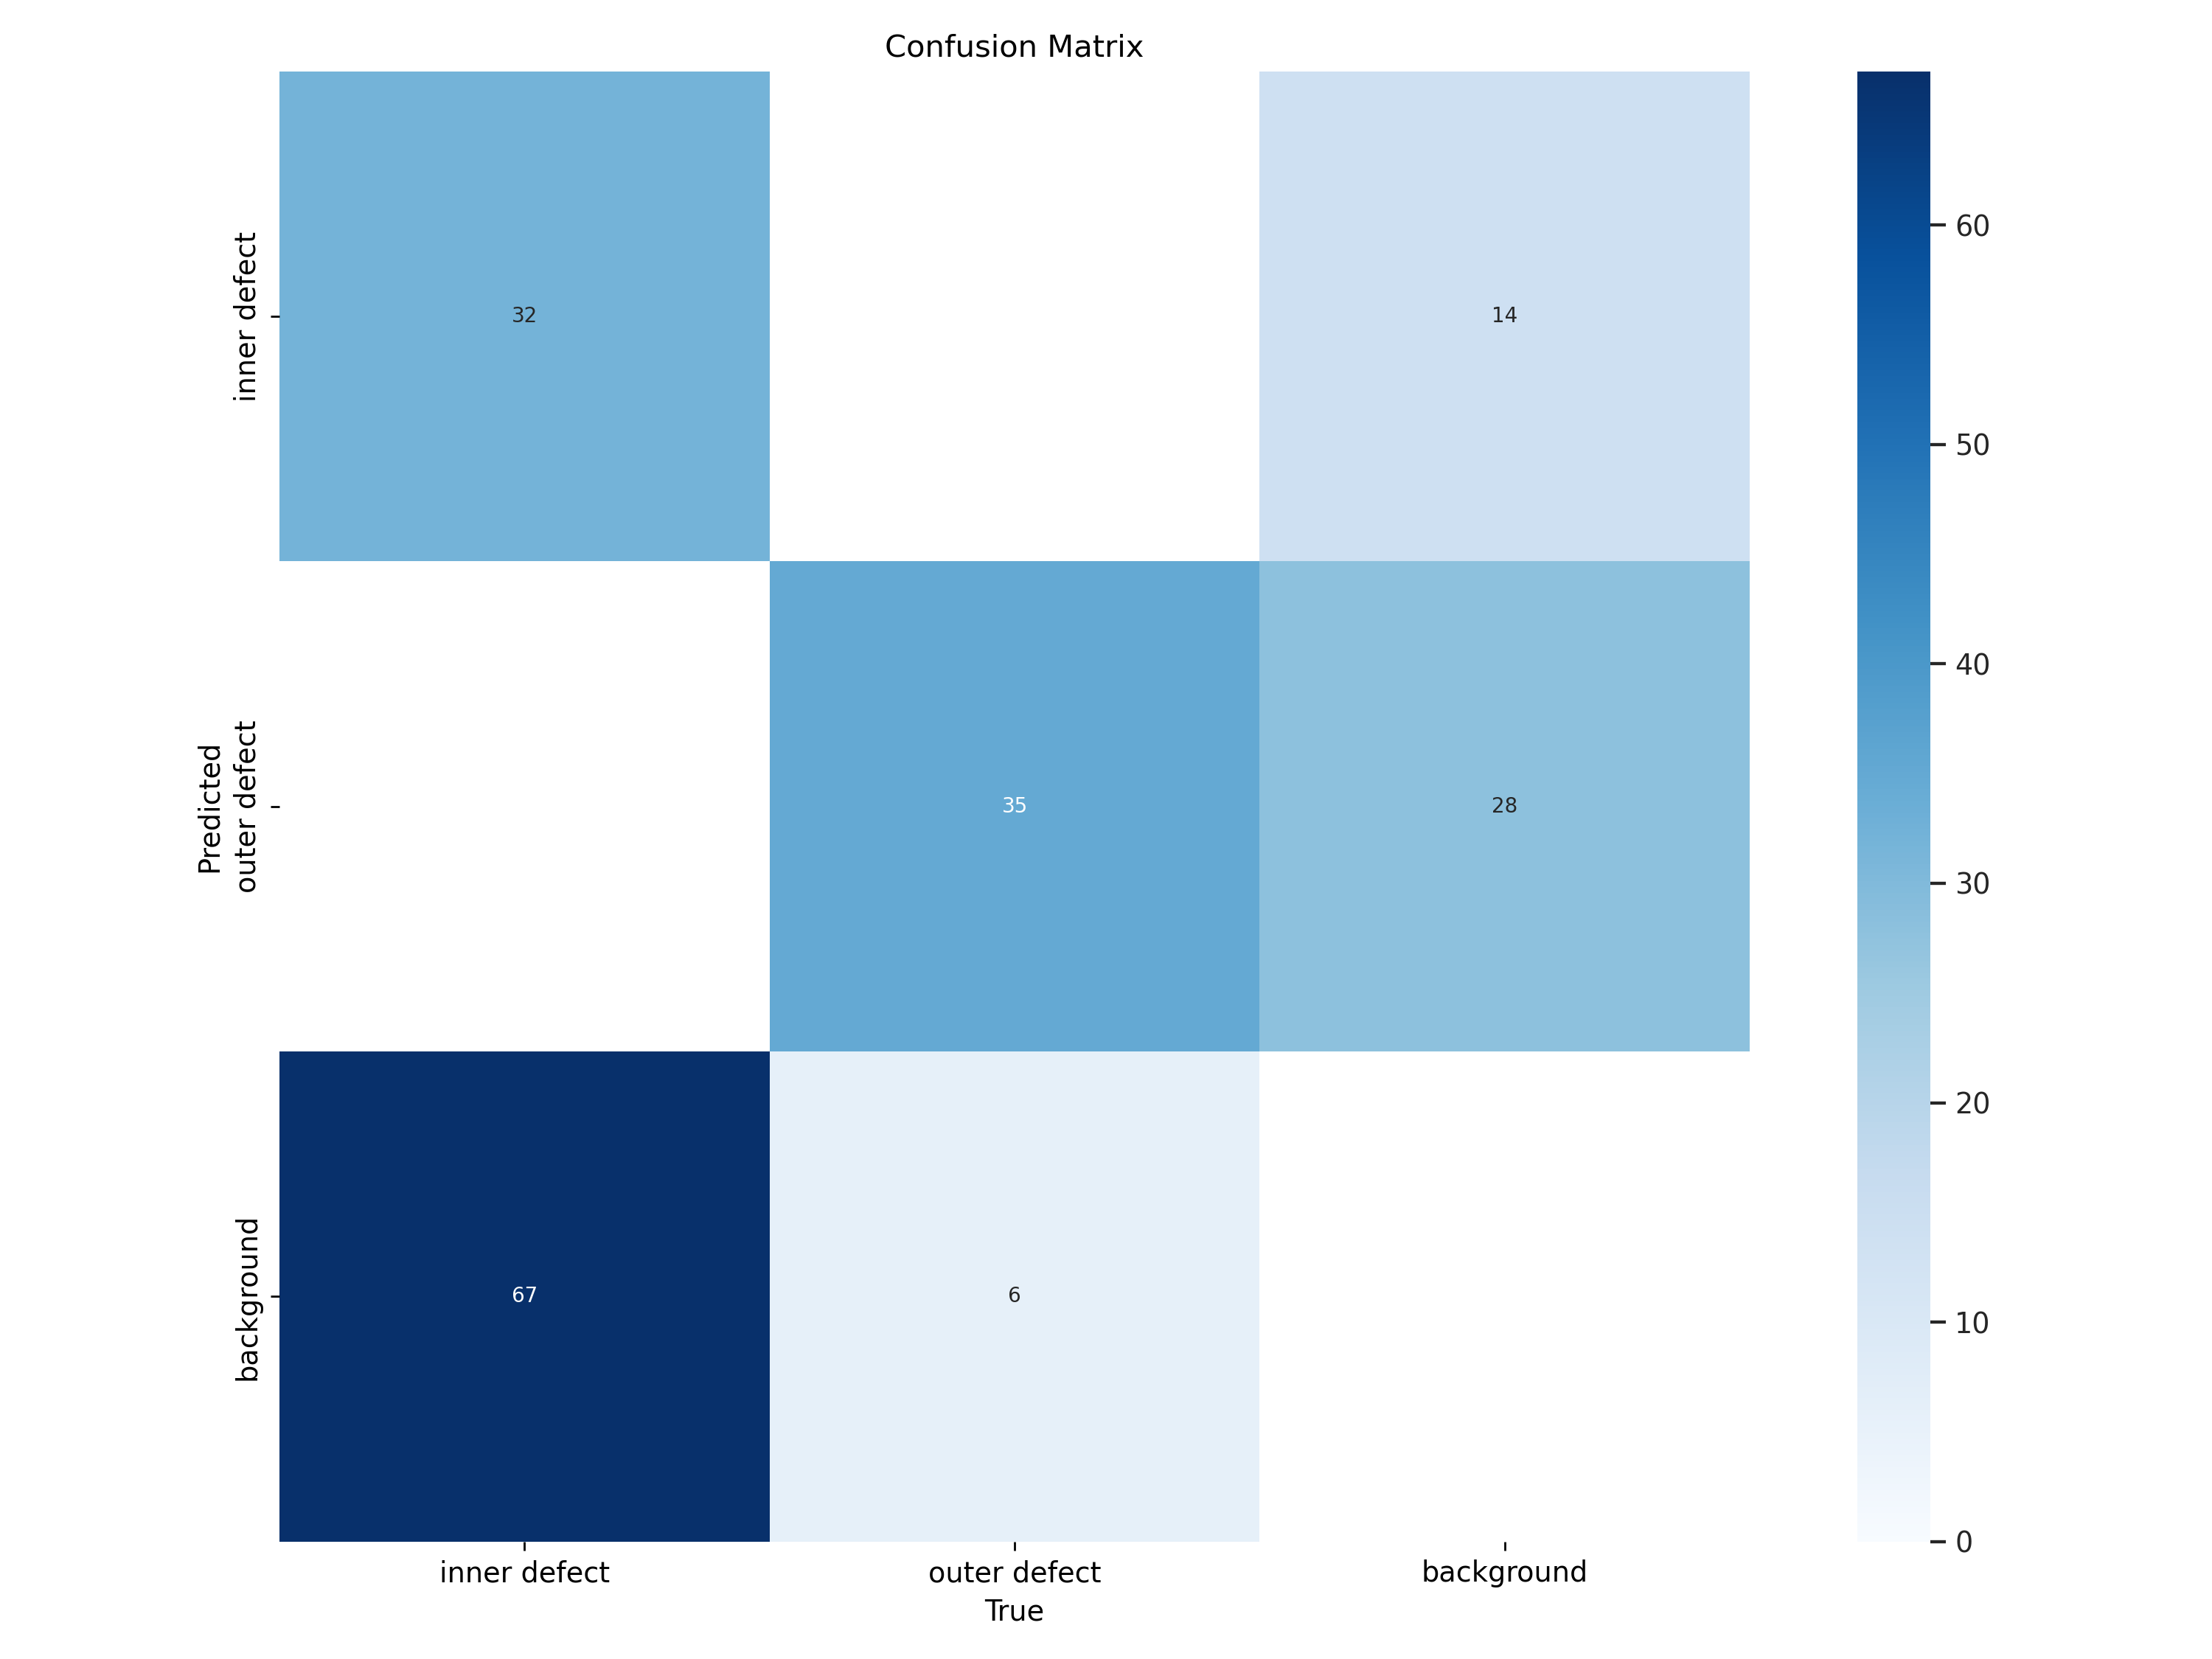 Confusion Matrix
inner defect
32
14
60
50
40
Predicted
outer defect
35
28
30
20
background
67
6
10
0
inner defect
outer defect
background
True